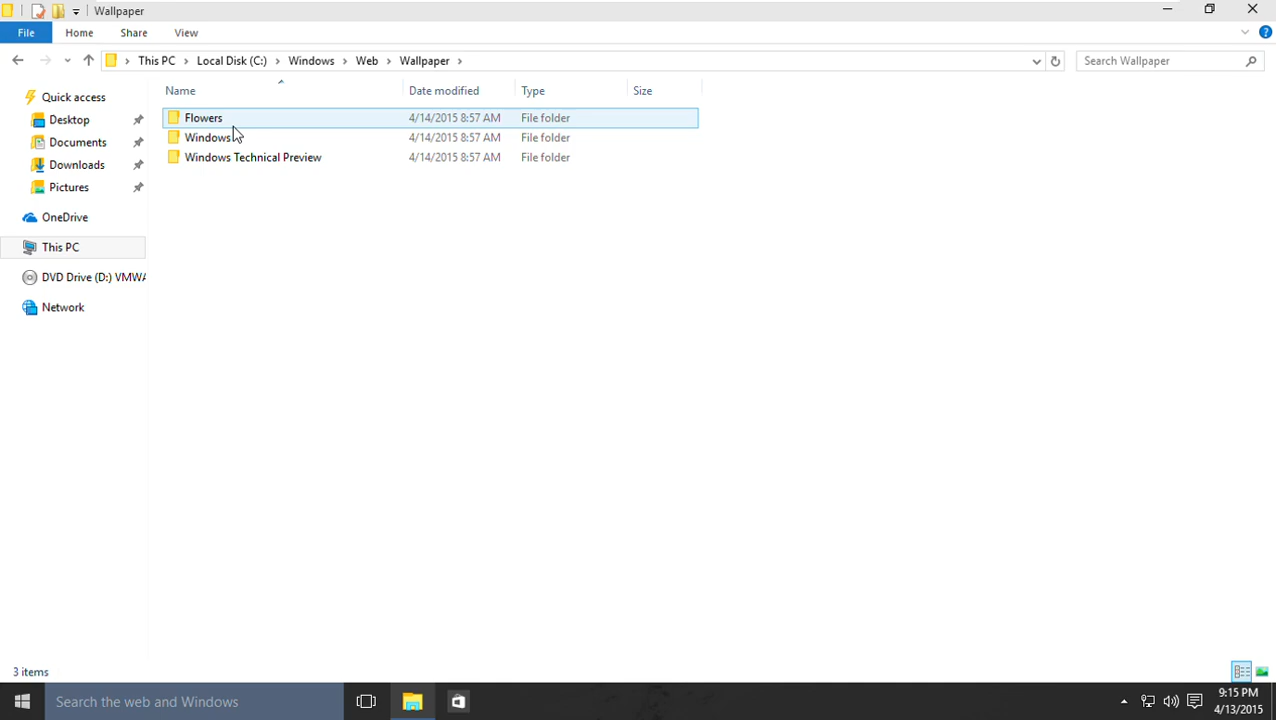 Wallpaper
File Home Share View
This PC Local Disk (C:) Windows Web Wallpaper Search Wallpaper
Name Date modified Type Size
Quick access
Desktop
Documents
Downloads
Pictures
OneDrive
This PC
DVD Drive (D:) VMWA
Network
Flowers 4/14/2015 8:57 AM File folder
Windows 4/14/2015 8:57 AM File folder
Windows Technical Preview 4/14/2015 8:57 AM File folder
3 items
Search the web and Windows
9:15 PM
4/13/2015